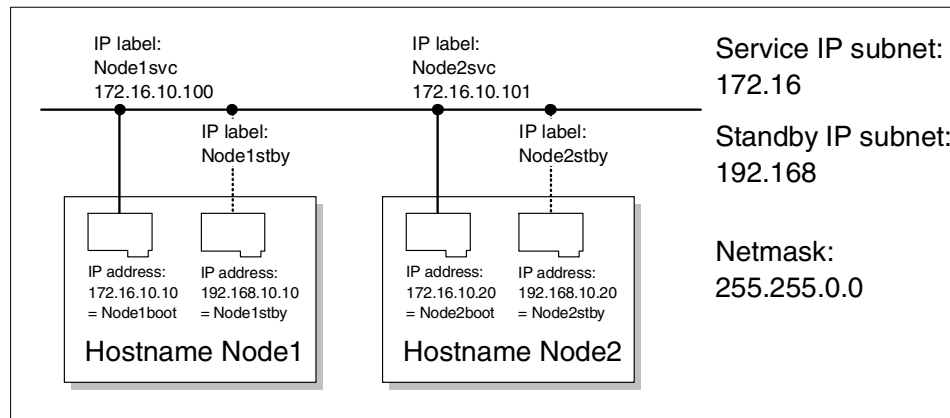 IP label:
Node1svc
172.16.10.100
IP label:
Node2svc
172.16.10.101
IP label:
Node1stby
IP label:
Node2stby
IP address:
172.16.10.10
= Node1boot
IP address:
192.168.10.10
= Node1stby
Hostname Node1
IP address:
172.16.10.20
= Node2boot
IP address:
192.168.10.20
= Node2stby
Hostname Node2
Service IP subnet:
172.16
Standby IP subnet:
192.168
Netmask:
255.255.0.0